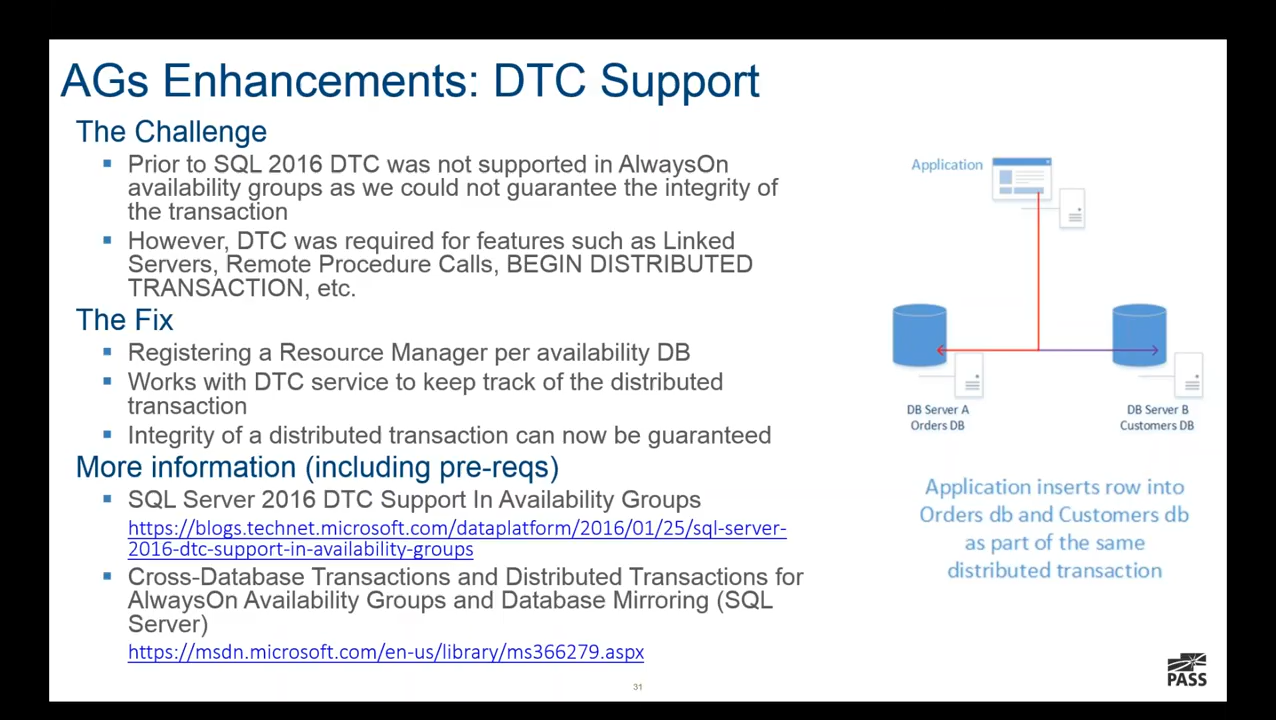 AGs Enhancements: DTC Support
The Challenge
Prior to SQL 2016 DTC was not supported in AlwaysOn
availability groups as we could not guarantee the integrity of
the transaction
However, DTC was required for features such as Linked
Servers, Remote Procedure Calls, BEGIN DISTRIBUTED
TRANSACTION, etc.
The Fix
Registering a Resource Manager per availability DB
Works with DTC service to keep track of the distributed
transaction
Integrity of a distributed transaction can now be guaranteed
More information (including pre-reqs)
SQL Server 2016 DTC Support In Availability Groups
https://blogs.technet.microsoft.com/dataplatform/2016/01/25/sql-server-
2016-dtc-support-in-availability-groups
Cross-Database Transactions and Distributed Transactions for
AlwaysOn Availability Groups and Database Mirroring (SQL
Server)
https://msdn.microsoft.com/en-us/library/ms366279.aspx
Application
DB Server A
Orders DB
DB Server B
Customers DB
Application inserts row into
Orders db and Customers db
as part of the same
distributed transaction
31
PASS